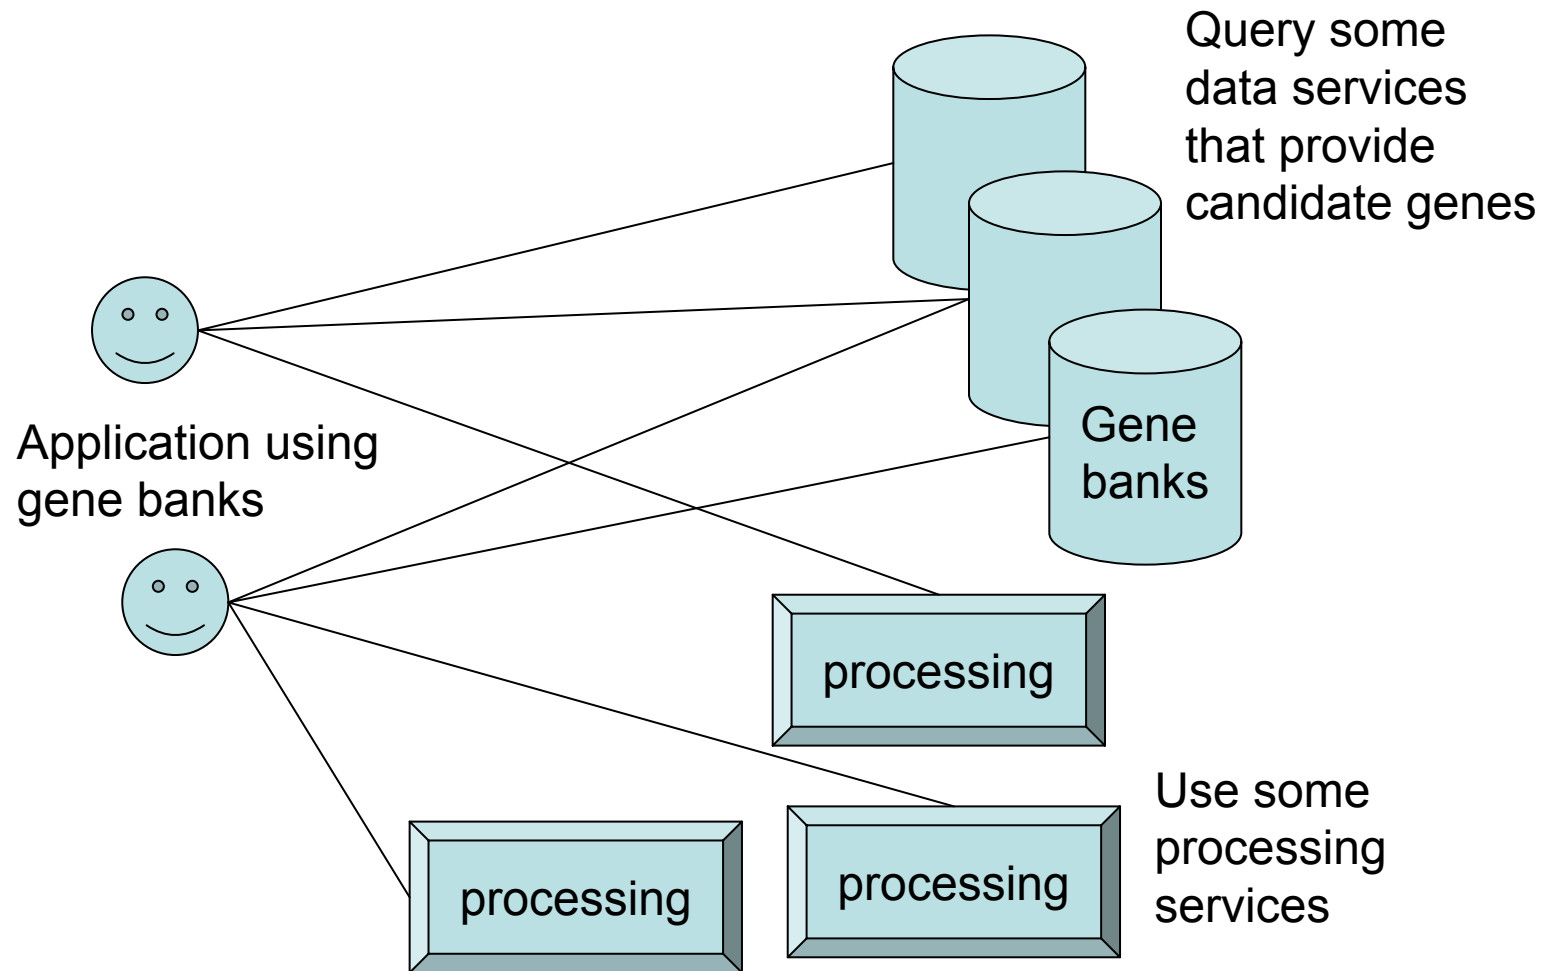 Query some
data services
that provide
candidate genes
Application using
gene banks
Gene
banks
processing
Use some
processing
services
processing
processing